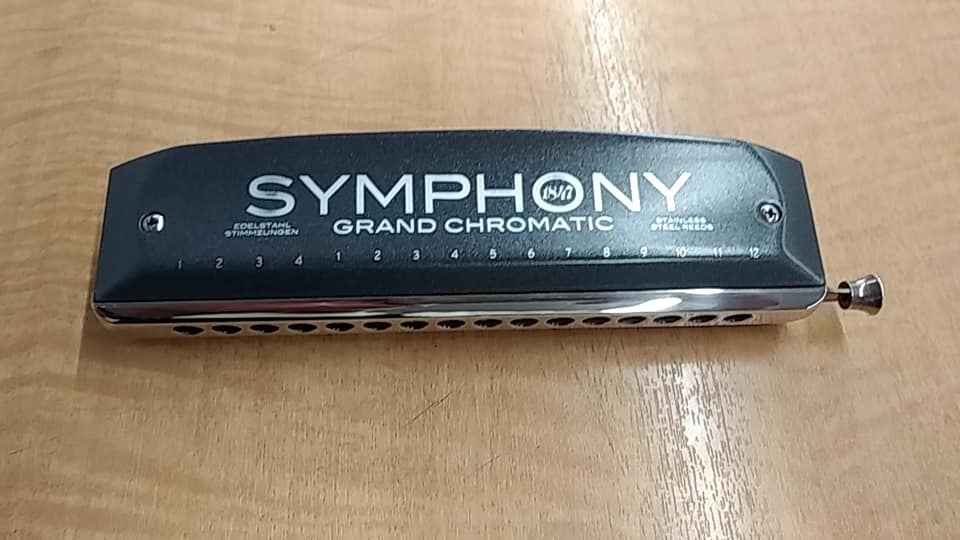 SYMPHONY
1847
GRAND CHROMATIC
EDELSTAHL
STIMMZUNGEN
STAINLESS
STEEL REEDS
1 2 3 4 1 2 3 4 5 6 7 8 9 10 11 12